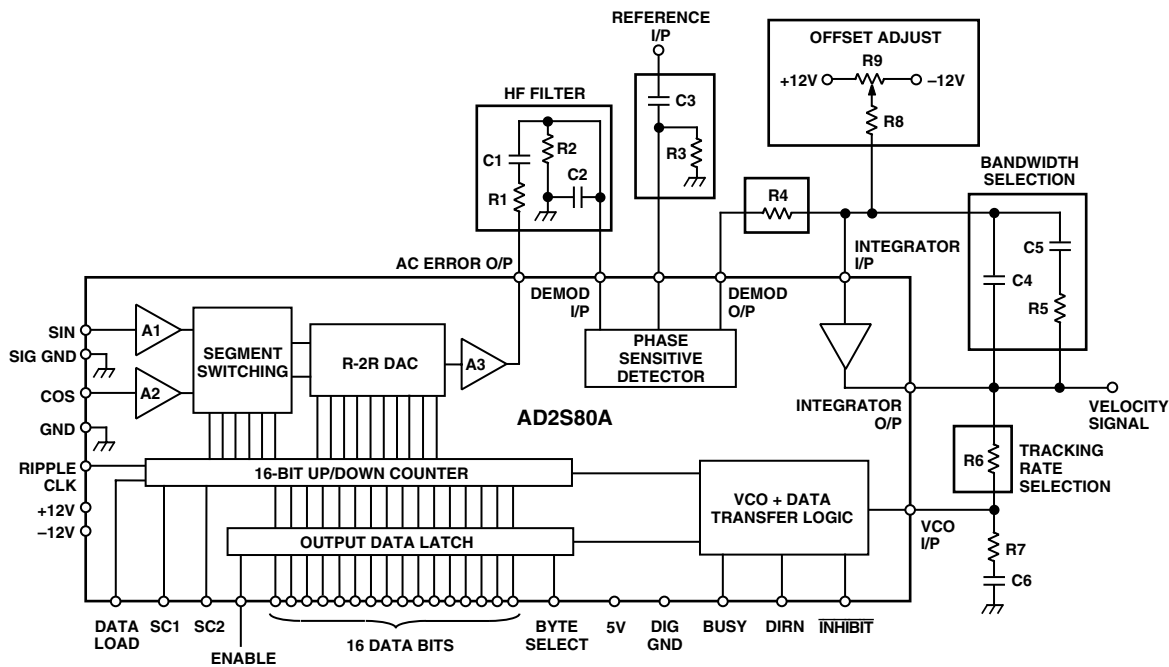 REFERENCE
I/P
OFFSET ADJUST
R9
+12V
–12V
R8
HF FILTER
C3
R3
C1
R2
C2
R1
BANDWIDTH
SELECTION
R4
C5
C4
R5
AC ERROR O/P
DEMOD
I/P
DEMOD
O/P
INTEGRATOR
I/P
SIN
A1
SIG GND
COS
A2
GND
SEGMENT
SWITCHING
R-2R DAC
A3
PHASE
SENSITIVE
DETECTOR
AD2S80A
INTEGRATOR
O/P
VELOCITY
SIGNAL
R6
TRACKING
RATE
SELECTION
RIPPLE
CLK
+12V
–12V
16-BIT UP/DOWN COUNTER
OUTPUT DATA LATCH
VCO + DATA
TRANSFER LOGIC
VCO
I/P
R7
C6
DATA
LOAD
SC1
SC2
ENABLE
16 DATA BITS
BYTE
SELECT
5V
DIG
GND
BUSY
DIRN
INHIBIT